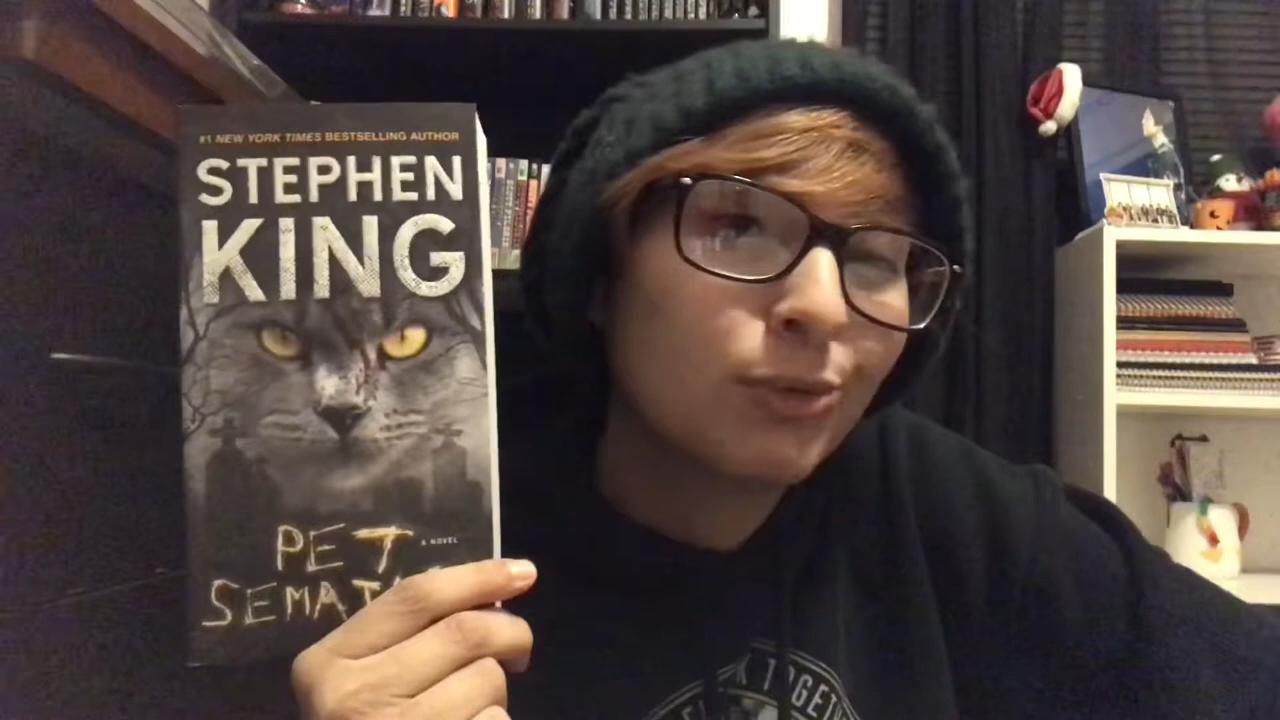 #1 NEW YORK TIMES BESTSELLING AUTHOR
STEPHEN
KING
PET
A NOVEL